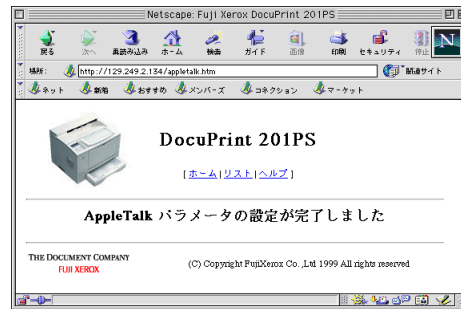 Netscape: Fuji Xerox DocuPrint 201PS
戻る 次へ 再読み込み ホーム 検索 ガイド 画像 印刷 セキュリティ 停止 N
場所: http://129.249.2.134/appletalk.htm 関連サイト
ネット 新着 おすすめ メンバーズ コネクション マーケット
DocuPrint 201PS
[ホーム|リスト|ヘルプ]
AppleTalk パラメータの設定が完了しました
THE DOCUMENT COMPANY
FUJI XEROX
(C) Copyright FujiXerox Co. ,Ltd 1999 All rights reserved